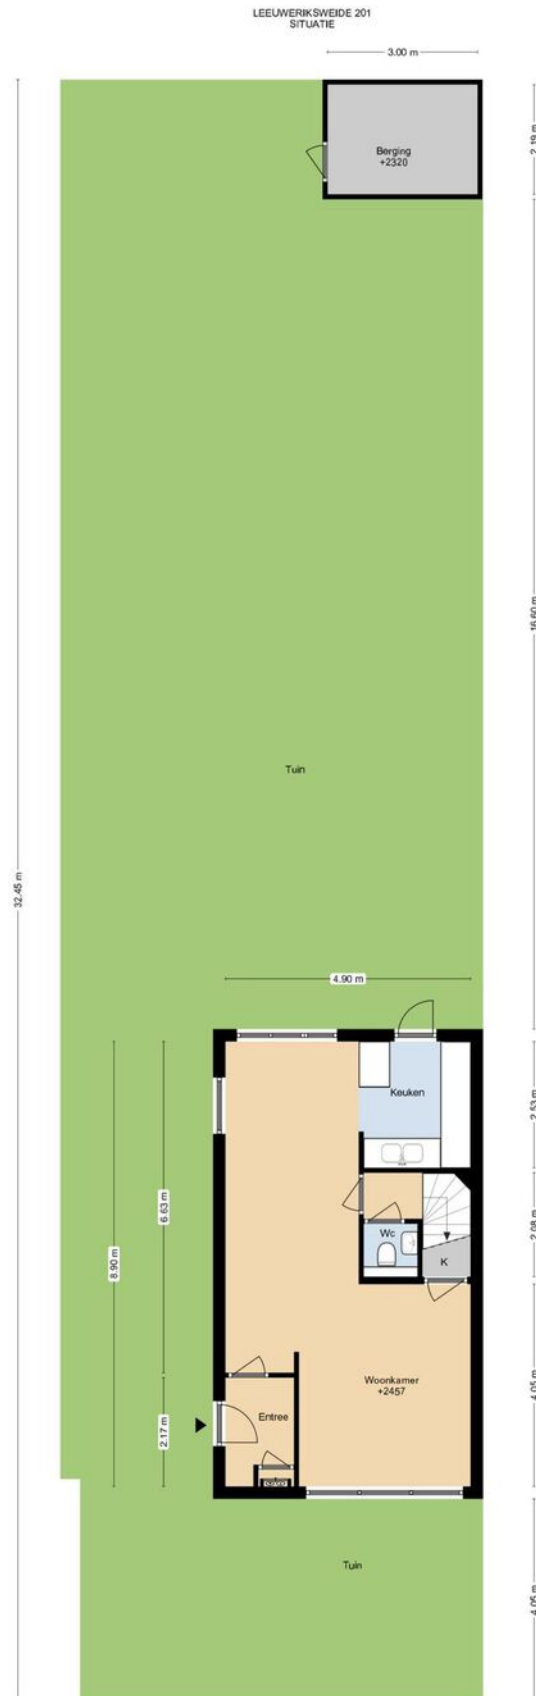 LEEUWERIKSWEIDE 201
SITUATIE
3.00 m
2.19 m
Berging
+2320
16.60 m
Tuin
32.45 m
4.90 m
Keuken
2.53 m
6.63 m
8.90 m
2.08 m
Wc
K
Woonkamer
+2457
4.05 m
Entree
2.17 m
Tuin
4.05 m